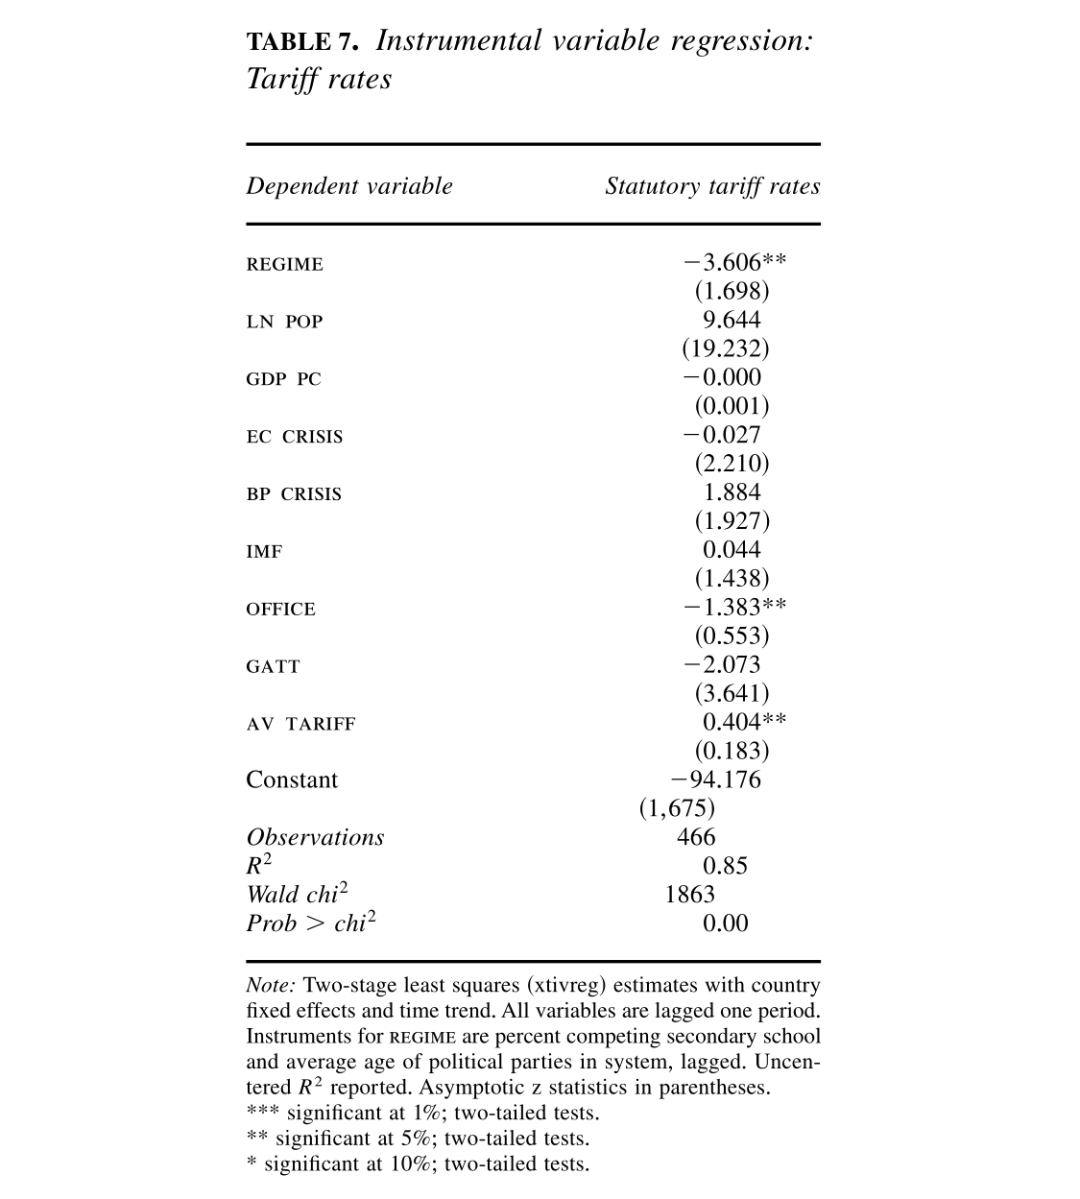 TABLE 7. Instrumental variable regression:
Tariff rates
Dependent variable Statutory tariff rates
REGIME −3.606**
(1.698)
LN POP 9.644
(19.232)
GDP PC −0.000
(0.001)
EC CRISIS −0.027
(2.210)
BP CRISIS 1.884
(1.927)
IMF 0.044
(1.438)
OFFICE −1.383**
(0.553)
GATT −2.073
(3.641)
AV TARIFF 0.404**
(0.183)
Constant −94.176
(1,675)
Observations 466
R² 0.85
Wald chi² 1863
Prob > chi² 0.00
Note: Two-stage least squares (xtivreg) estimates with country
fixed effects and time trend. All variables are lagged one period.
Instruments for REGIME are percent competing secondary school
and average age of political parties in system, lagged. Uncen-
tered R² reported. Asymptotic z statistics in parentheses.
*** significant at 1%; two-tailed tests.
** significant at 5%; two-tailed tests.
* significant at 10%; two-tailed tests.